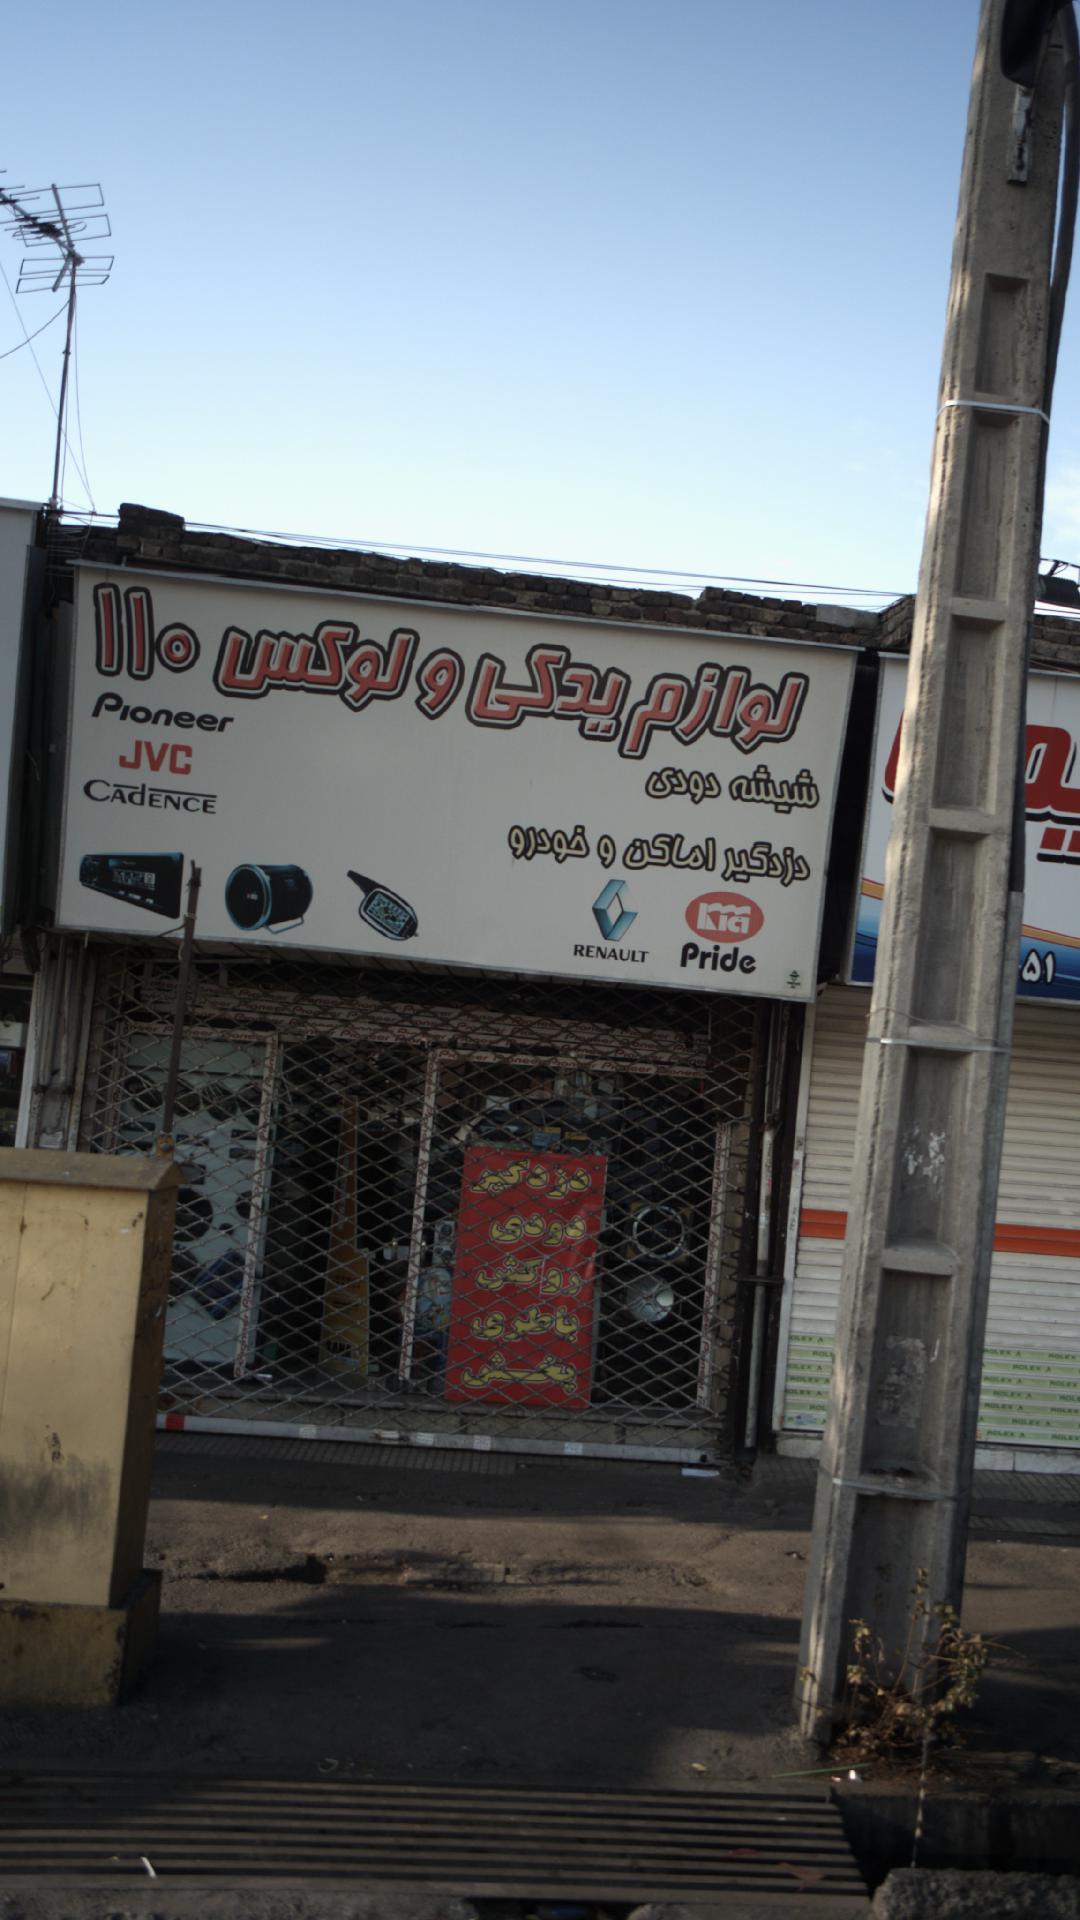 لوازم یدکی و لوکس ۱۱۰
Pioneer
JVC
CADENCE
شیشه دودی
دزدگیر اماکن و خودرو
RENAULT
KIA
Pride
دزدگیر
دودی
روکش
باطری
پخش
۵۱
ROLEX A